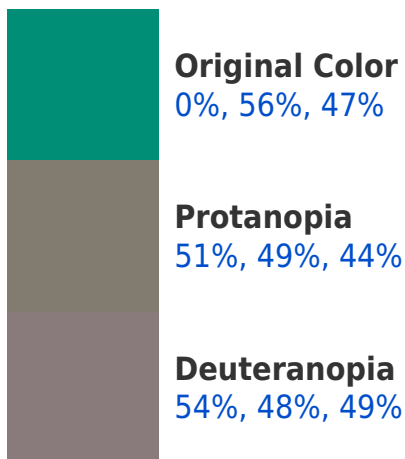 Original Color
0%, 56%, 47%
Protanopia
51%, 49%, 44%
Deuteranopia
54%, 48%, 49%